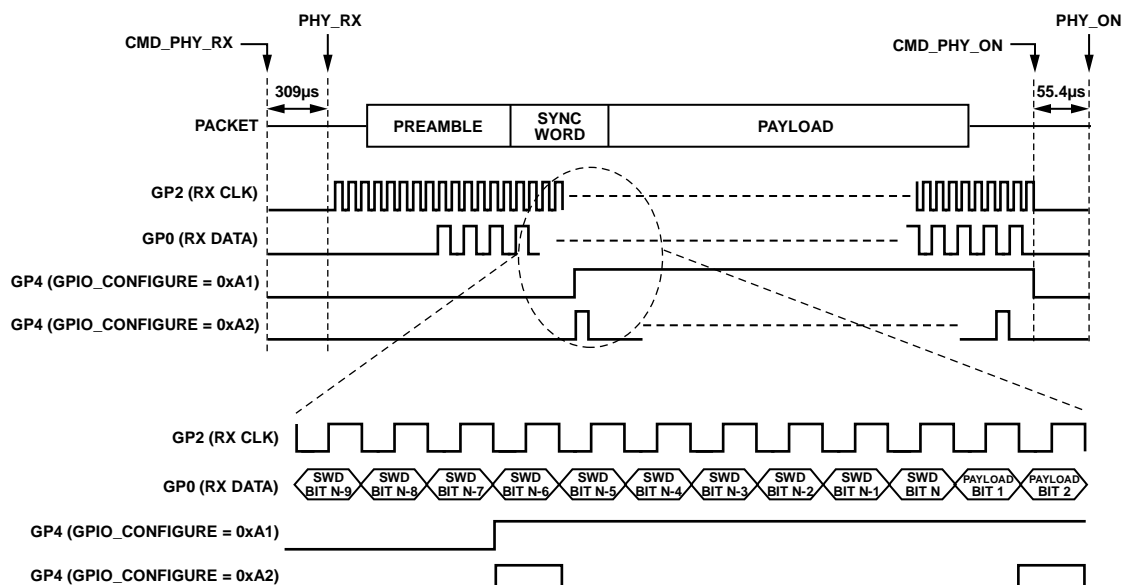 PHY_RX
PHY_ON
CMD_PHY_RX
CMD_PHY_ON
309µs
55.4µs
PACKET
PREAMBLE
SYNC
WORD
PAYLOAD
GP2 (RX CLK)
GP0 (RX DATA)
GP4 (GPIO_CONFIGURE = 0xA1)
GP4 (GPIO_CONFIGURE = 0xA2)
GP2 (RX CLK)
GP0 (RX DATA)
SWD
BIT N-9
SWD
BIT N-8
SWD
BIT N-7
SWD
BIT N-6
SWD
BIT N-5
SWD
BIT N-4
SWD
BIT N-3
SWD
BIT N-2
SWD
BIT N-1
SWD
BIT N
PAYLOAD
BIT 1
PAYLOAD
BIT 2
GP4 (GPIO_CONFIGURE = 0xA1)
GP4 (GPIO_CONFIGURE = 0xA2)